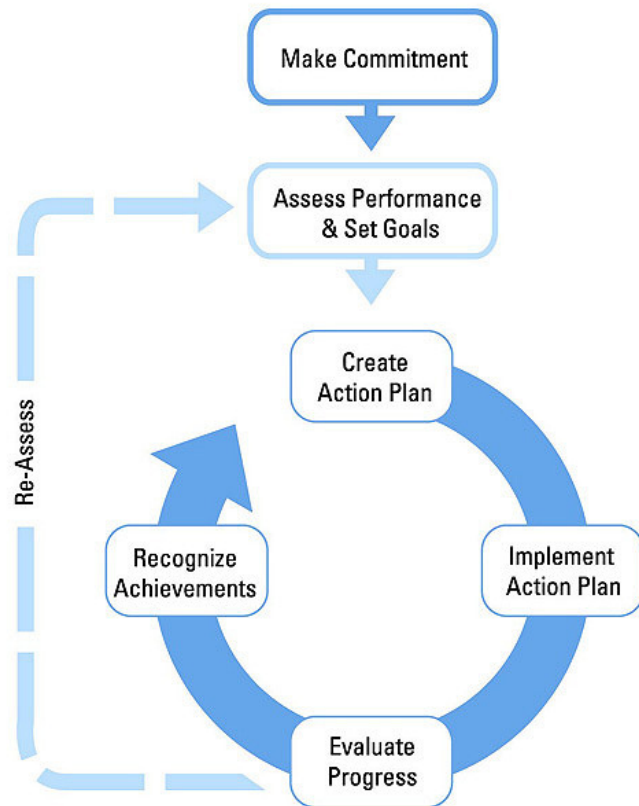 Make Commitment
Assess Performance
& Set Goals
Create
Action Plan
Implement
Action Plan
Evaluate
Progress
Recognize
Achievements
Re-Assess